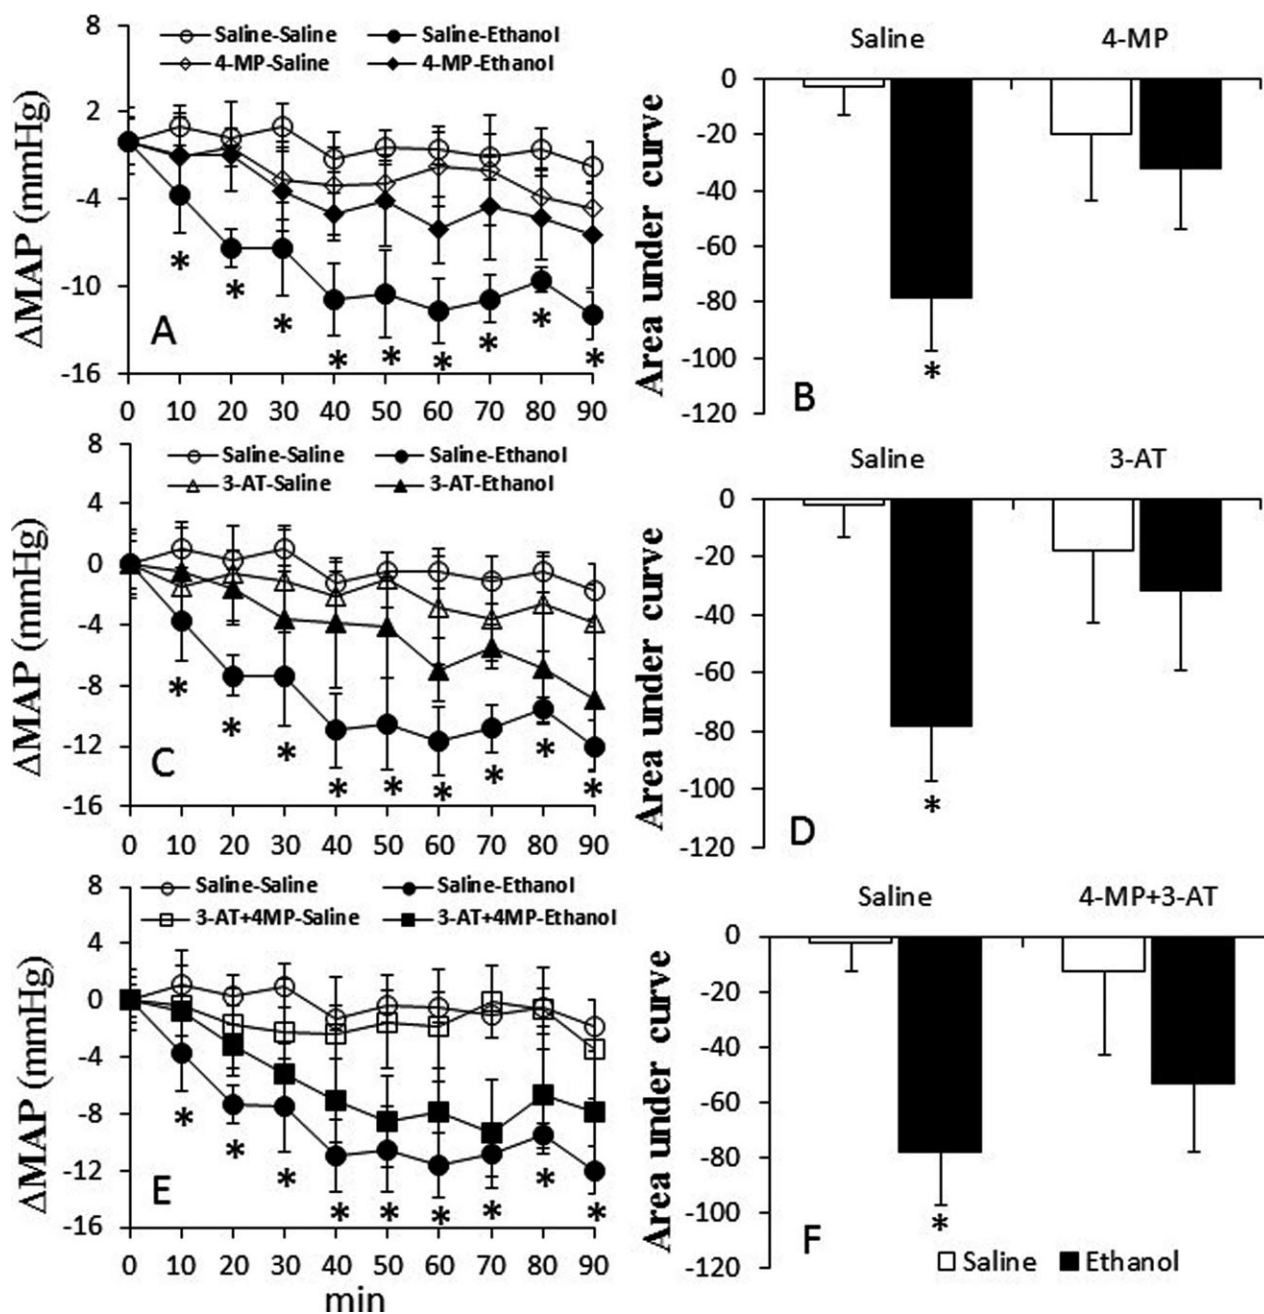 8
2
-4
-10
-16
ΔMAP (mmHg)
Saline-Saline Saline-Ethanol
4-MP-Saline 4-MP-Ethanol
* * * * * * * * *
A
0 10 20 30 40 50 60 70 80 90
Saline 4-MP
0
-20
-40
-60
-80
-100
-120
Area under curve
*
B
8
4
0
-4
-8
-12
-16
ΔMAP (mmHg)
Saline-Saline Saline-Ethanol
3-AT-Saline 3-AT-Ethanol
* * * * * * * * *
C
0 10 20 30 40 50 60 70 80 90
Saline 3-AT
0
-20
-40
-60
-80
-100
-120
Area under curve
*
D
8
4
0
-4
-8
-12
-16
ΔMAP (mmHg)
Saline-Saline Saline-Ethanol
3-AT+4MP-Saline 3-AT+4MP-Ethanol
* * * * * * * * *
E
0 10 20 30 40 50 60 70 80 90
min
Saline 4-MP+3-AT
0
-20
-40
-60
-80
-100
-120
Area under curve
*
F
Saline Ethanol